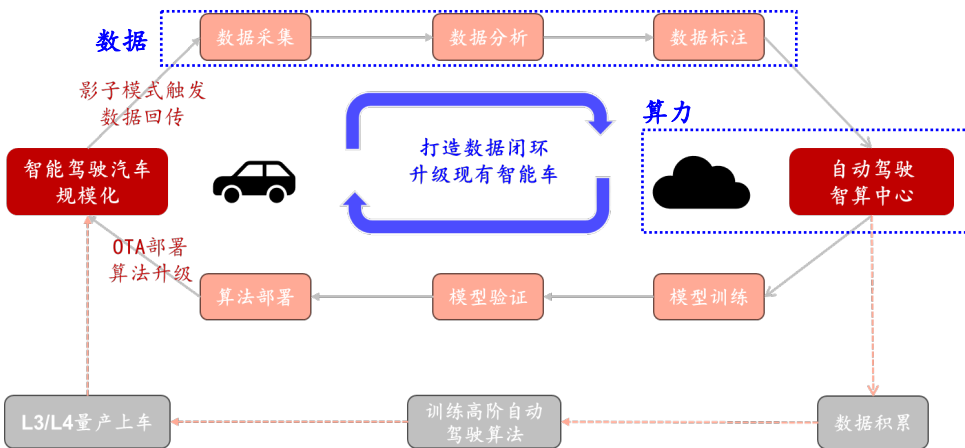 数据
数据采集
数据分析
数据标注
影子模式触发
数据回传
算力
打造数据闭环
升级现有智能车
智能驾驶汽车
规模化
自动驾驶
智算中心
OTA部署
算法升级
算法部署
模型验证
模型训练
L3/L4量产上车
训练高阶自动
驾驶算法
数据积累